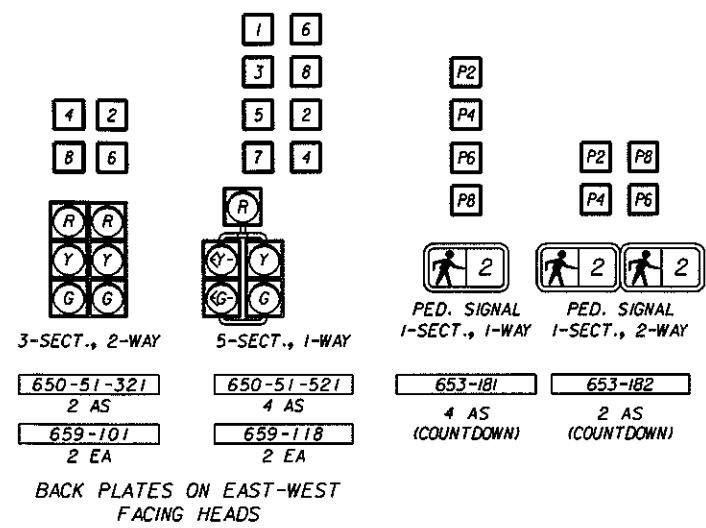 1 6
3 8
5 2
7 4
4 2
8 6
R R
Y Y
G G
3-SECT., 2-WAY
650-51-321
2 AS
659-101
2 EA
BACK PLATES ON EAST-WEST
FACING HEADS
R
<Y- Y
<G- G
5-SECT., 1-WAY
650-51-521
4 AS
659-118
2 EA
P2
P4
P6
P8
2
PED. SIGNAL
1-SECT., 1-WAY
653-181
4 AS
(COUNTDOWN)
P2 P8
P4 P6
2 2
PED. SIGNAL
1-SECT., 2-WAY
653-182
2 AS
(COUNTDOWN)